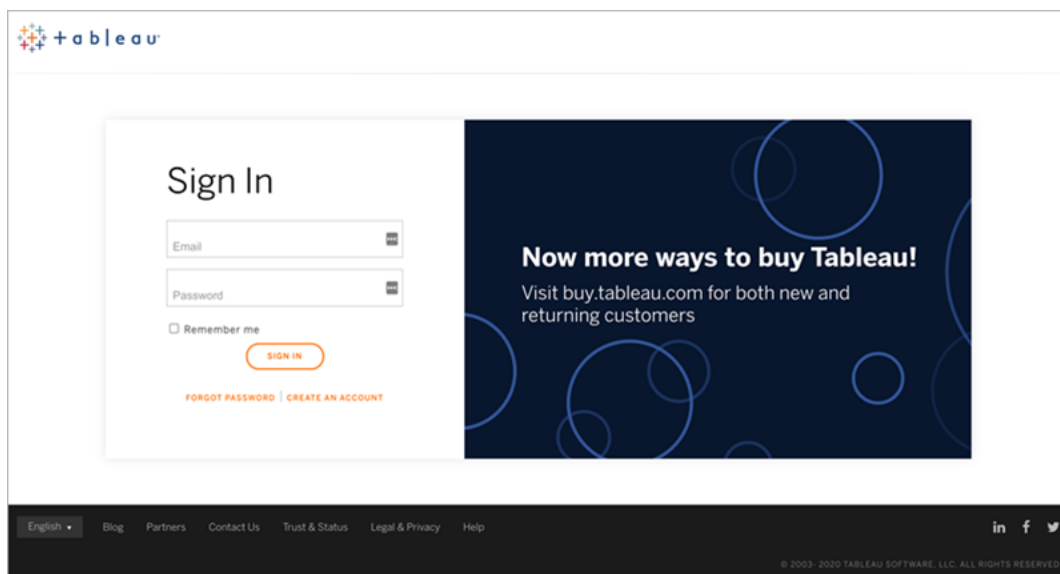 +ableau
Sign In
Email
Password
Remember me
SIGN IN
FORGOT PASSWORD | CREATE AN ACCOUNT
Now more ways to buy Tableau!
Visit buy.tableau.com for both new and
returning customers
English
Blog
Partners
Contact Us
Trust & Status
Legal & Privacy
Help
in f
© 2003- 2020 TABLEAU SOFTWARE, LLC. ALL RIGHTS RESERVED